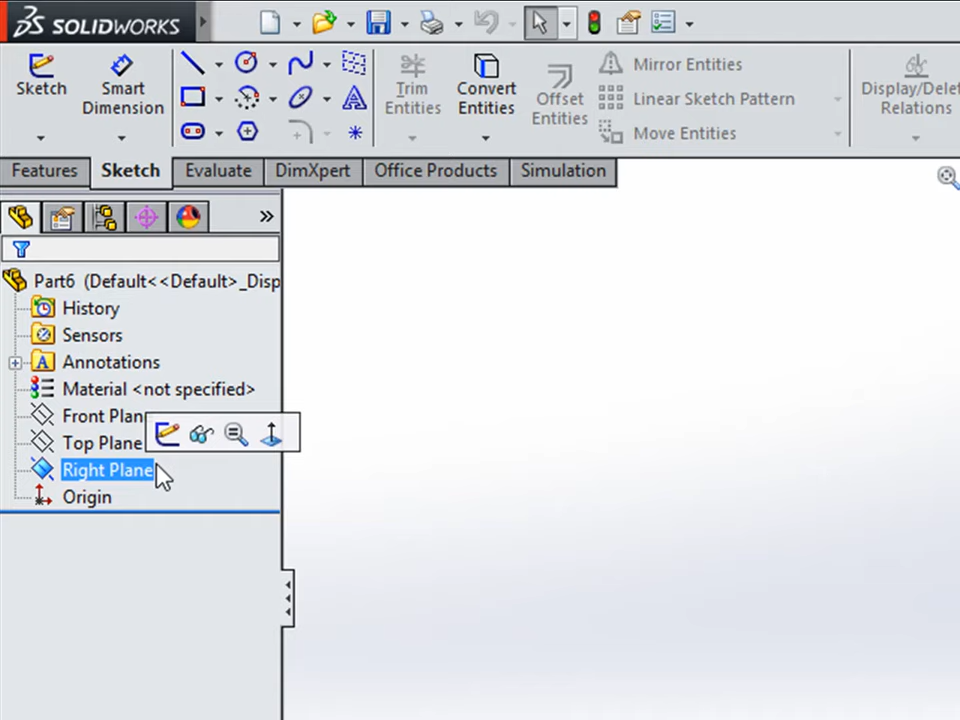 SOLIDWORKS
Sketch
Smart Dimension
Trim Entities
Convert Entities
Offset Entities
Mirror Entities
Linear Sketch Pattern
Move Entities
Display/Delet
Relations
Features
Sketch
Evaluate
DimXpert
Office Products
Simulation
Part6 (Default<<Default>_Disp
History
Sensors
A Annotations
Material <not specified>
Front Plan
Top Plane
Right Plane
Origin